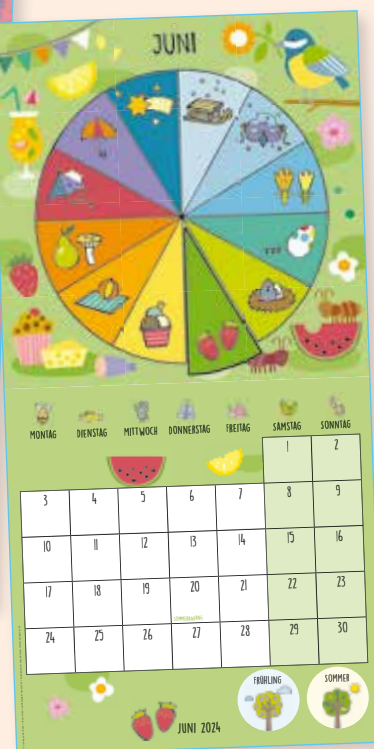 JUNI
MONTAG DIENSTAG MITTWOCH DONNERSTAG FREITAG SAMSTAG SONNTAG
1 2
3 4 5 6 7 8 9
10 11 12 13 14 15 16
17 18 19 20 21 22 23
24 25 26 27 28 29 30
FRÜHLING SOMMER
JUNI 2024